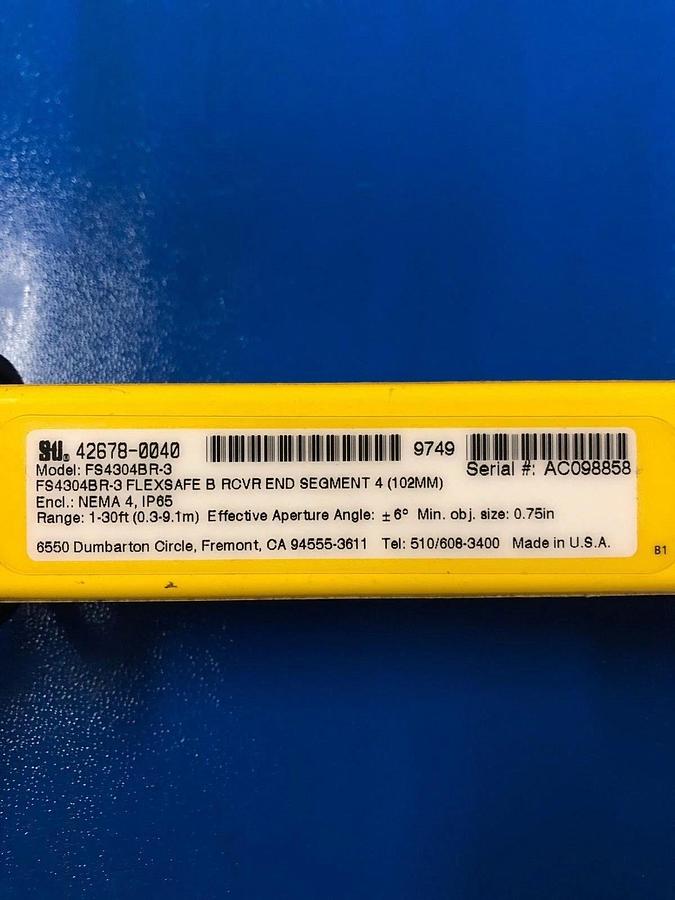 STI® 42678-0040 9749
Serial #: AC098858
Model: FS4304BR-3
FS4304BR-3 FLEXSAFE B RCVR END SEGMENT 4 (102MM)
Encl.: NEMA 4, IP65
Range: 1-30ft (0.3-9.1m) Effective Aperture Angle: ±6° Min. obj. size: 0.75in
6550 Dumbarton Circle, Fremont, CA 94555-3611 Tel: 510/608-3400 Made in U.S.A.
B1